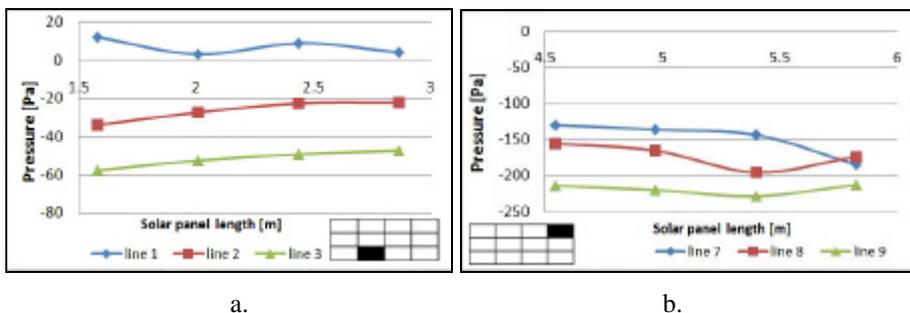 20
0
-20
-40
-60
-80
1.5
2
2.5
3
Pressure [Pa]
Solar panel length [m]
line 1
line 2
line 3
0
-50
-100
-150
-200
-250
4.5
5
5.5
6
Pressure [Pa]
Solar panel length [m]
line 7
line 8
line 9
a.
b.